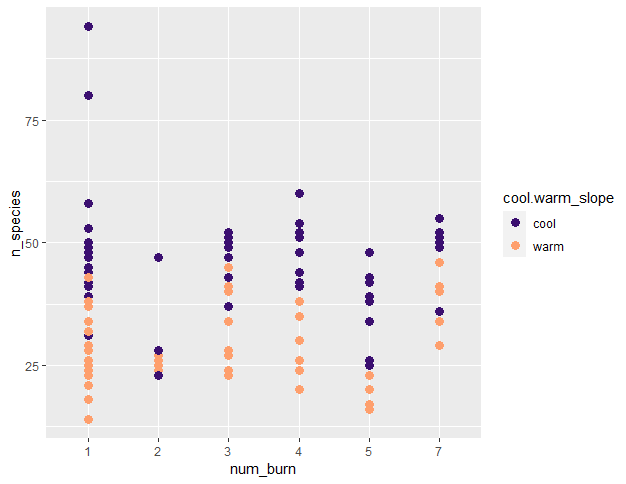 75
50
25
n_species
1 2 3 4 5 7
num_burn
cool.warm_slope
cool
warm